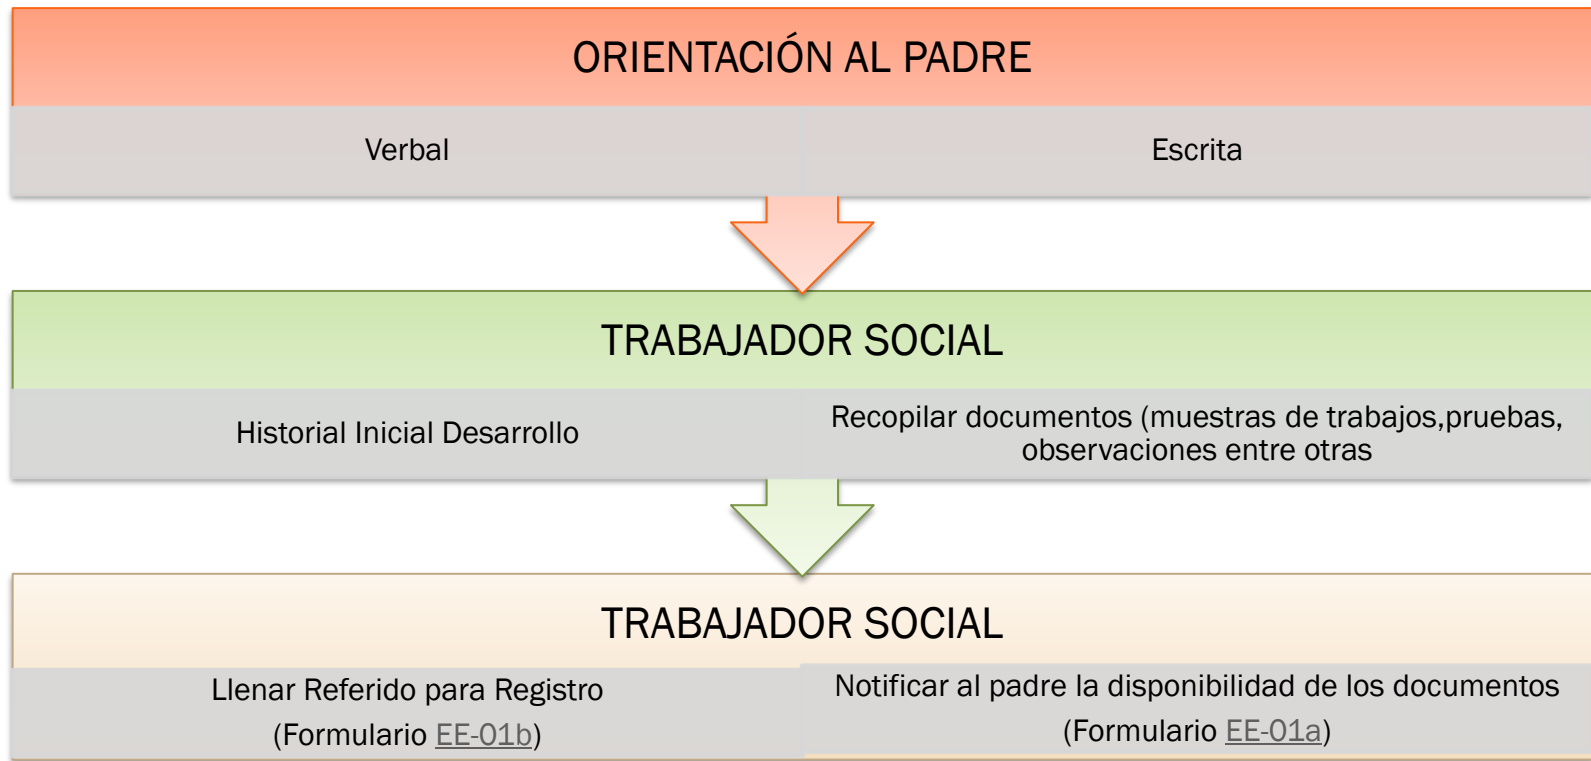 ORIENTACIÓN AL PADRE
Verbal
Escrita
TRABAJADOR SOCIAL
Historial Inicial Desarrollo
Recopilar documentos (muestras de trabajos,pruebas,
observaciones entre otras
TRABAJADOR SOCIAL
Llenar Referido para Registro
(Formulario EE-01b)
Notificar al padre la disponibilidad de los documentos
(Formulario EE-01a)